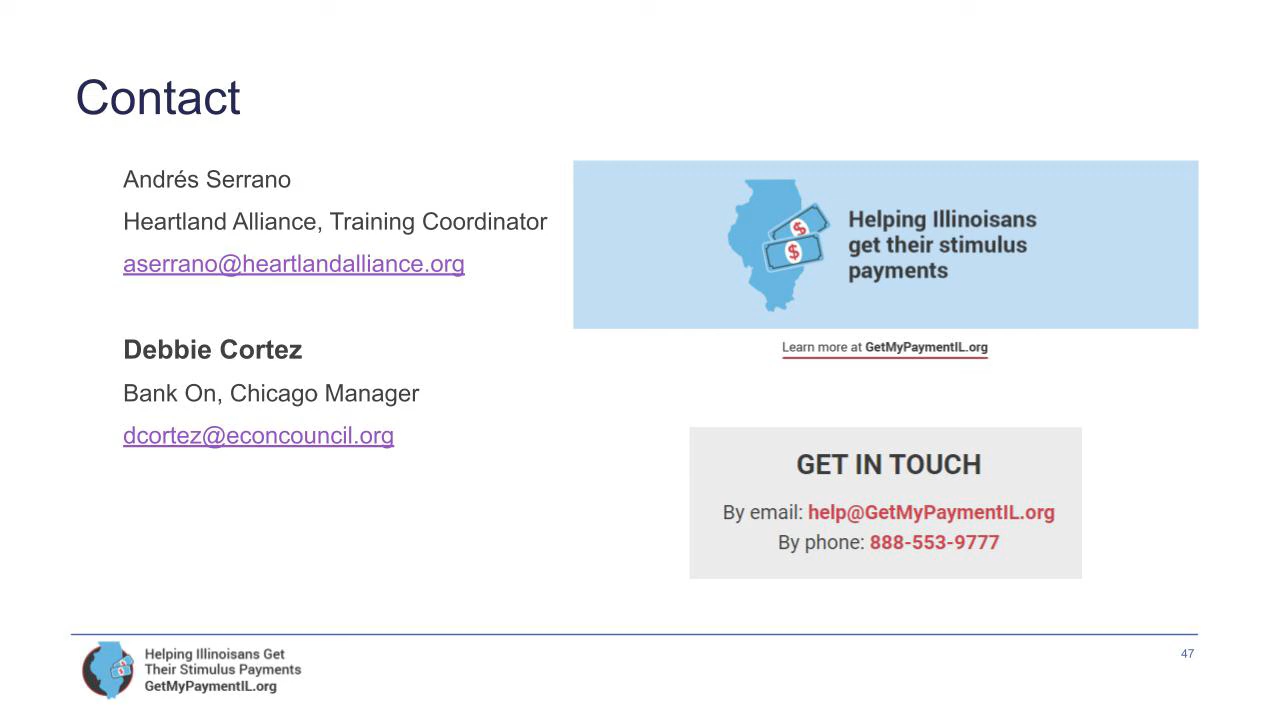 Contact
Andrés Serrano
Heartland Alliance, Training Coordinator
aserrano@heartlandalliance.org
Debbie Cortez
Bank On, Chicago Manager
dcortez@econcouncil.org
$
$
Helping Illinoisans
get their stimulus
payments
Learn more at GetMyPaymentIL.org
GET IN TOUCH
By email: help@GetMyPaymentIL.org
By phone: 888-553-9777
Helping Illinoisans Get
Their Stimulus Payments
GetMyPaymentIL.org
47